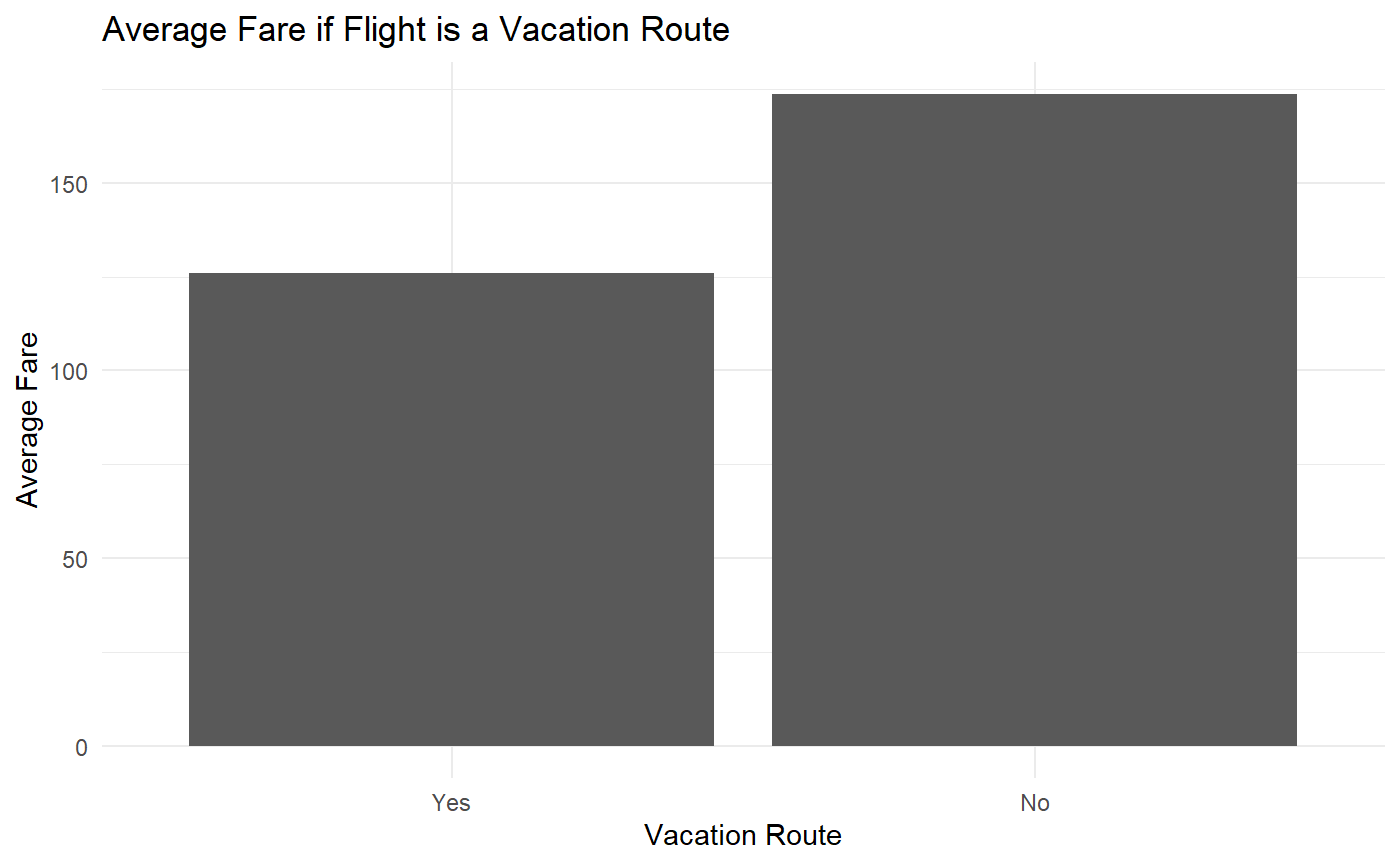 Average Fare if Flight is a Vacation Route
Average Fare
150
100
50
0
Yes No
Vacation Route